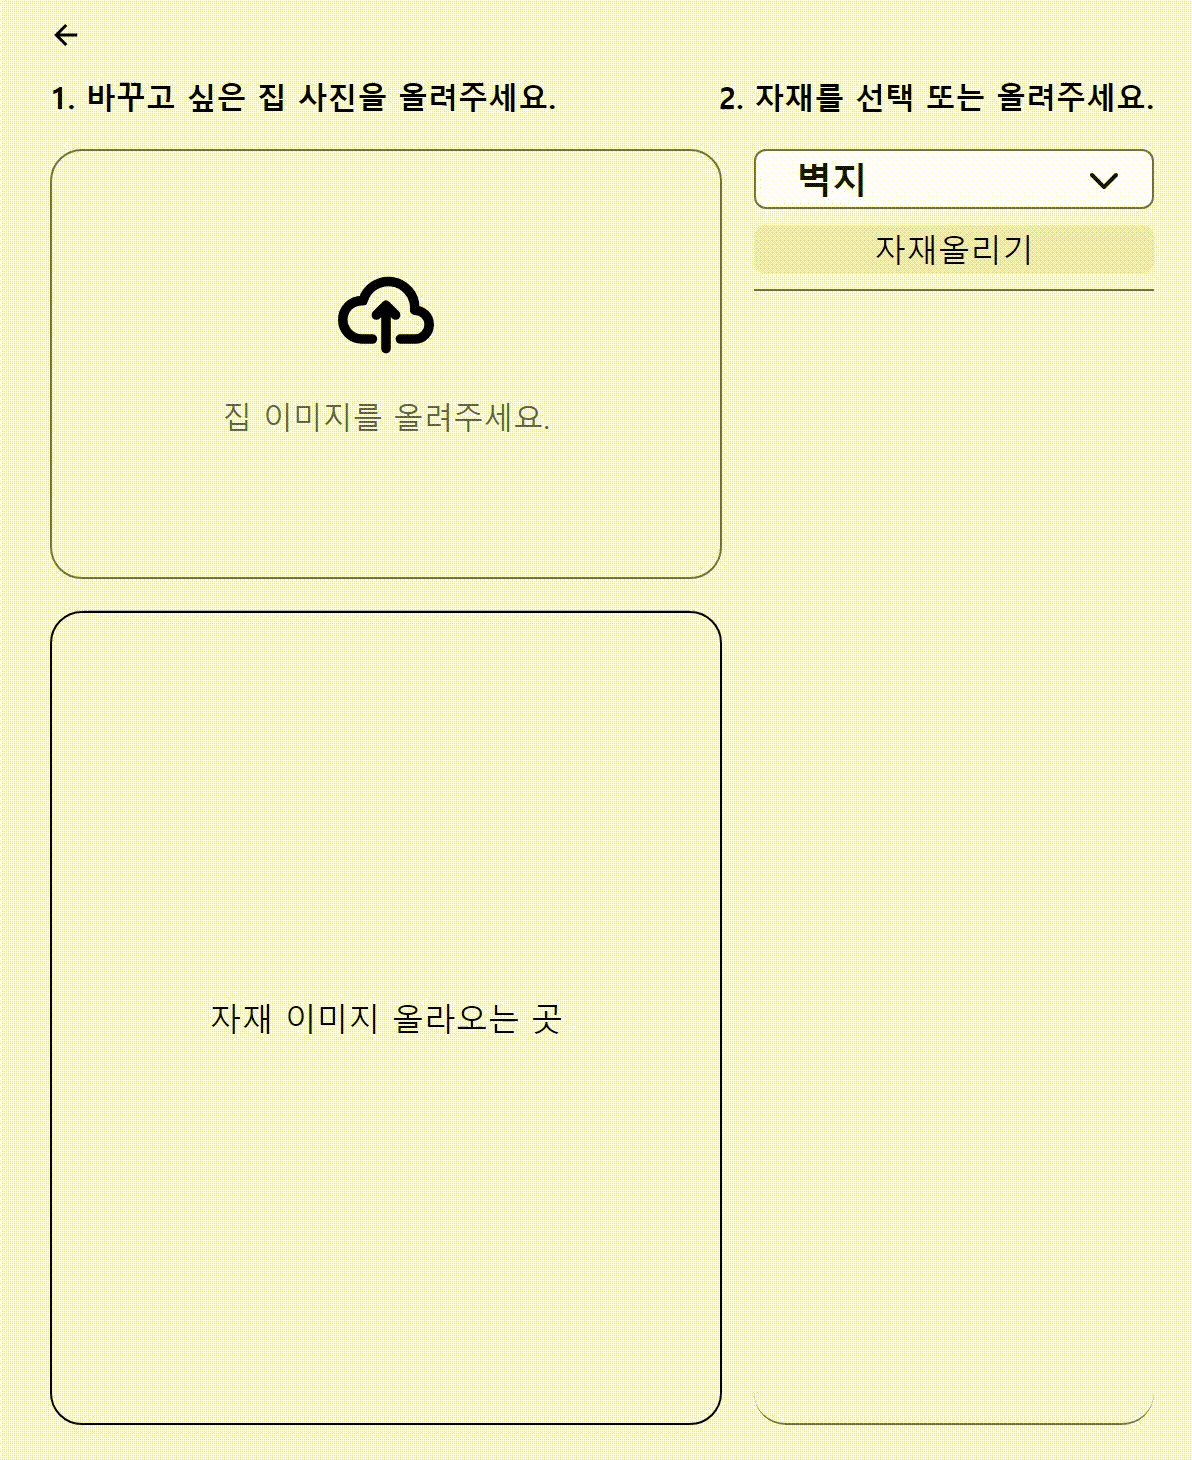 1. 바꾸고 싶은 집 사진을 올려주세요.
2. 자재를 선택 또는 올려주세요.
벽지
자재올리기
집 이미지를 올려주세요.
자재 이미지 올라오는 곳